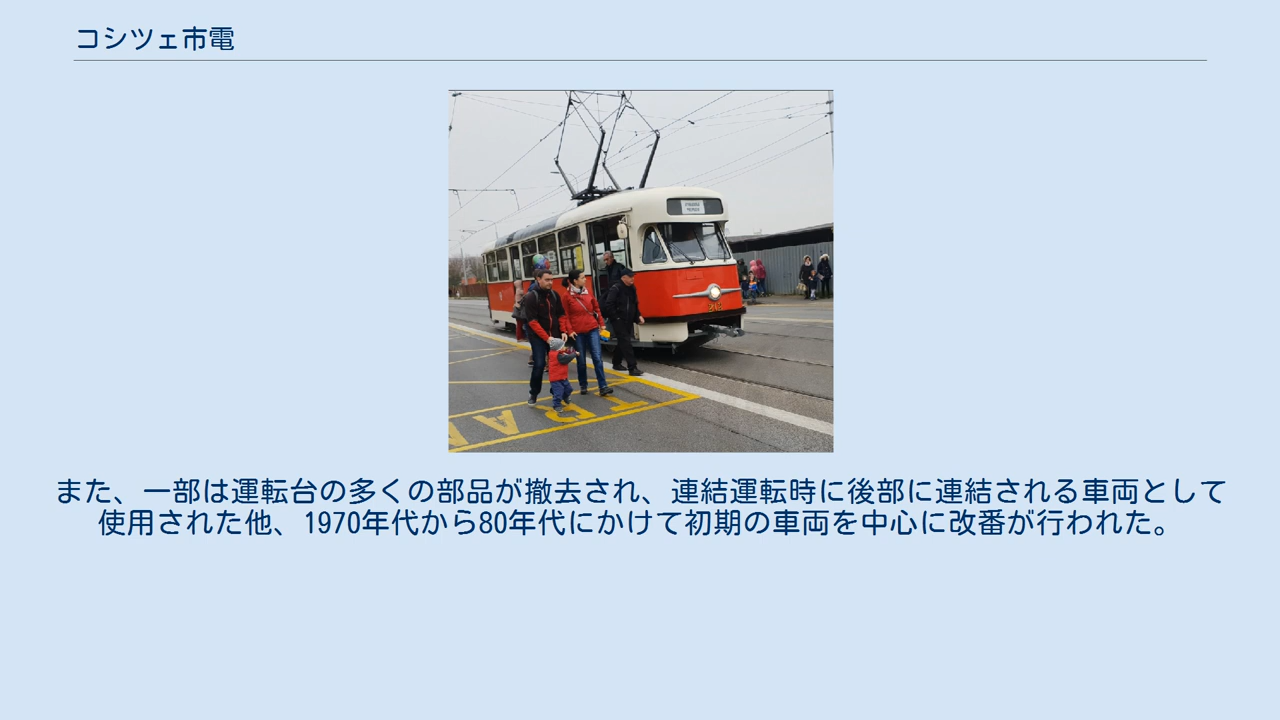 コシツェ市電
また、一部は運転台の多くの部品が撤去され、連結運転時に後部に連結される車両として
使用された他、1970年代から80年代にかけて初期の車両を中心に改番が行われた。